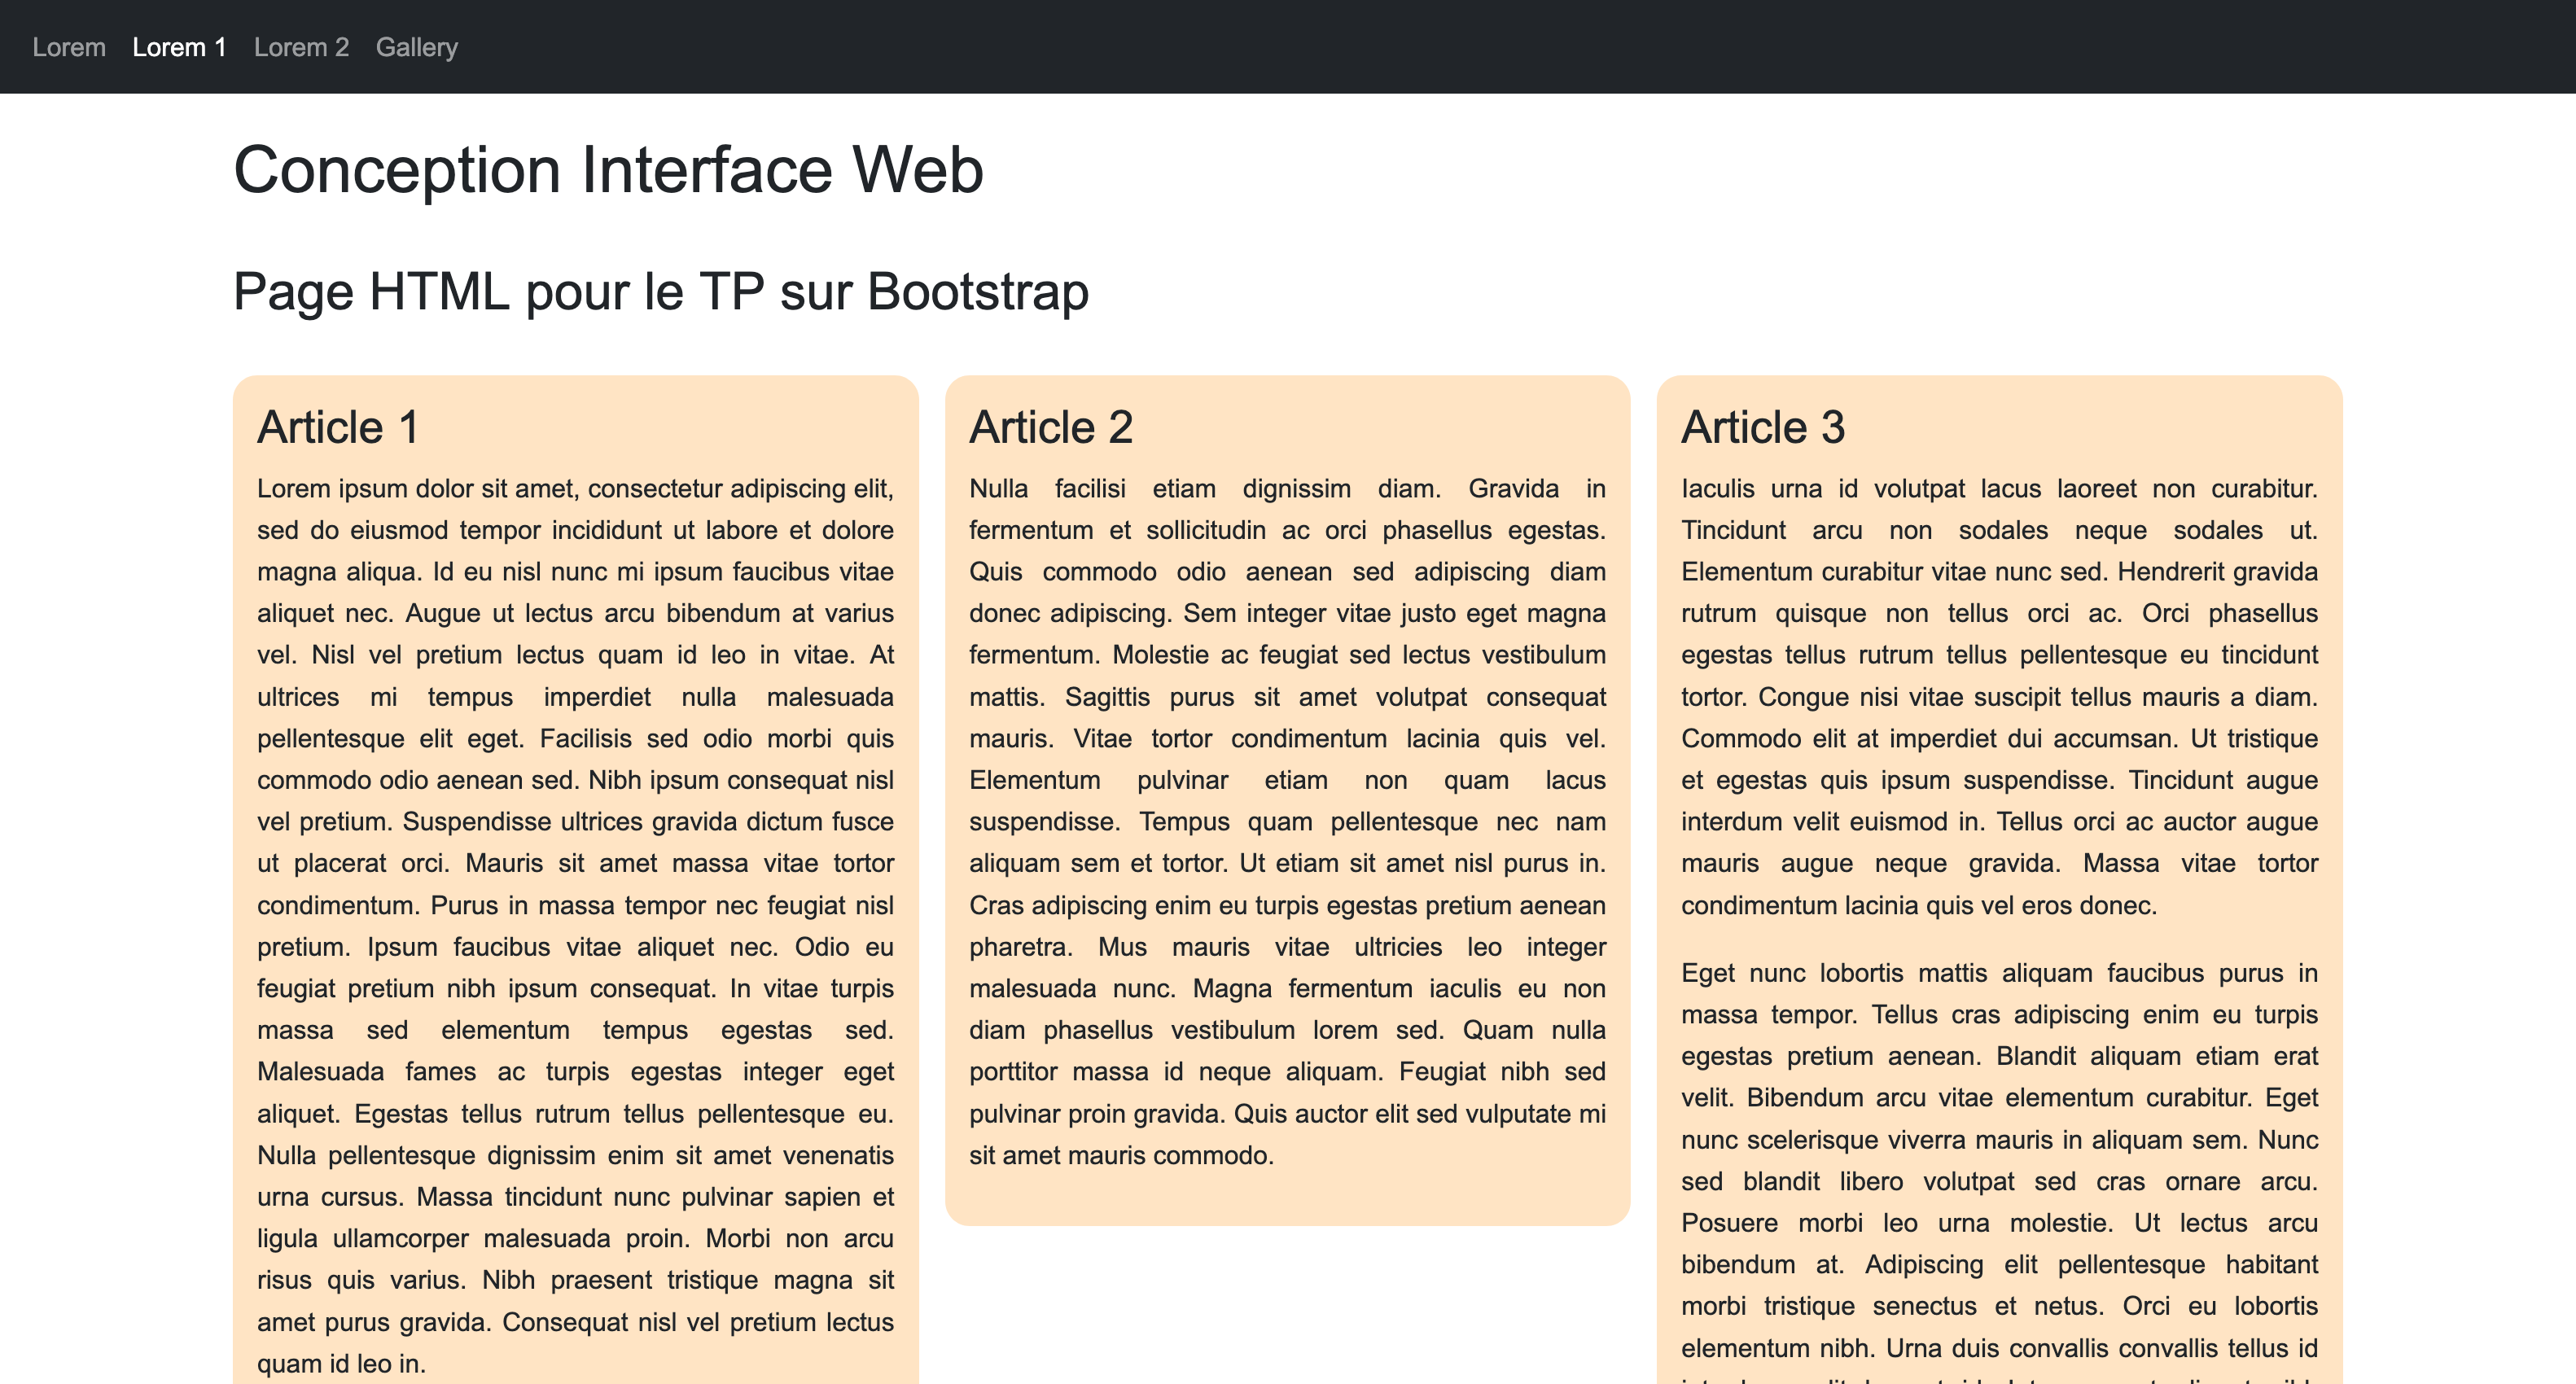 Lorem Lorem 1 Lorem 2 Gallery
Conception Interface Web
Page HTML pour le TP sur Bootstrap
Article 1
Lorem ipsum dolor sit amet, consectetur adipiscing elit,
sed do eiusmod tempor incididunt ut labore et dolore
magna aliqua. Id eu nisl nunc mi ipsum faucibus vitae
aliquet nec. Augue ut lectus arcu bibendum at varius
vel. Nisl vel pretium lectus quam id leo in vitae. At
ultrices mi tempus imperdiet nulla malesuada
pellentesque elit eget. Facilisis sed odio morbi quis
commodo odio aenean sed. Nibh ipsum consequat nisl
vel pretium. Suspendisse ultrices gravida dictum fusce
ut placerat orci. Mauris sit amet massa vitae tortor
condimentum. Purus in massa tempor nec feugiat nisl
pretium. Ipsum faucibus vitae aliquet nec. Odio eu
feugiat pretium nibh ipsum consequat. In vitae turpis
massa sed elementum tempus egestas sed.
Malesuada fames ac turpis egestas integer eget
aliquet. Egestas tellus rutrum tellus pellentesque eu.
Nulla pellentesque dignissim enim sit amet venenatis
urna cursus. Massa tincidunt nunc pulvinar sapien et
ligula ullamcorper malesuada proin. Morbi non arcu
risus quis varius. Nibh praesent tristique magna sit
amet purus gravida. Consequat nisl vel pretium lectus
quam id leo in.
Article 2
Nulla facilisi etiam dignissim diam. Gravida in
fermentum et sollicitudin ac orci phasellus egestas.
Quis commodo odio aenean sed adipiscing diam
donec adipiscing. Sem integer vitae justo eget magna
fermentum. Molestie ac feugiat sed lectus vestibulum
mattis. Sagittis purus sit amet volutpat consequat
mauris. Vitae tortor condimentum lacinia quis vel.
Elementum pulvinar etiam non quam lacus
suspendisse. Tempus quam pellentesque nec nam
aliquam sem et tortor. Ut etiam sit amet nisl purus in.
Cras adipiscing enim eu turpis egestas pretium aenean
pharetra. Mus mauris vitae ultricies leo integer
malesuada nunc. Magna fermentum iaculis eu non
diam phasellus vestibulum lorem sed. Quam nulla
porttitor massa id neque aliquam. Feugiat nibh sed
pulvinar proin gravida. Quis auctor elit sed vulputate mi
sit amet mauris commodo.
Article 3
Iaculis urna id volutpat lacus laoreet non curabitur.
Tincidunt arcu non sodales neque sodales ut.
Elementum curabitur vitae nunc sed. Hendrerit gravida
rutrum quisque non tellus orci ac. Orci phasellus
egestas tellus rutrum tellus pellentesque eu tincidunt
tortor. Congue nisi vitae suscipit tellus mauris a diam.
Commodo elit at imperdiet dui accumsan. Ut tristique
et egestas quis ipsum suspendisse. Tincidunt augue
interdum velit euismod in. Tellus orci ac auctor augue
mauris augue neque gravida. Massa vitae tortor
condimentum lacinia quis vel eros donec.
Eget nunc lobortis mattis aliquam faucibus purus in
massa tempor. Tellus cras adipiscing enim eu turpis
egestas pretium aenean. Blandit aliquam etiam erat
velit. Bibendum arcu vitae elementum curabitur. Eget
nunc scelerisque viverra mauris in aliquam sem. Nunc
sed blandit libero volutpat sed cras ornare arcu.
Posuere morbi leo urna molestie. Ut lectus arcu
bibendum at. Adipiscing elit pellentesque habitant
morbi tristique senectus et netus. Orci eu lobortis
elementum nibh. Urna duis convallis convallis tellus id